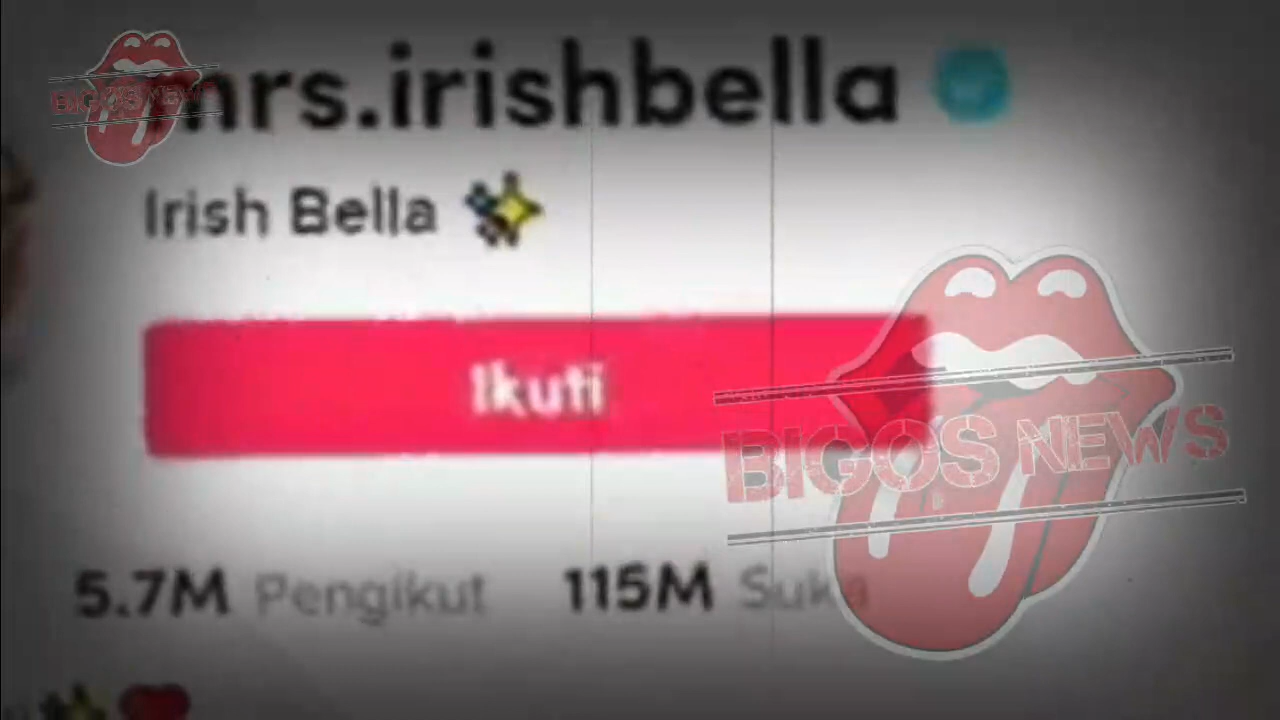 mrs.irishbella
BIGOS NEWS
Irish Bella
Ikuti
BIGOS NEWS
5.7M Pengikut 115M Suka